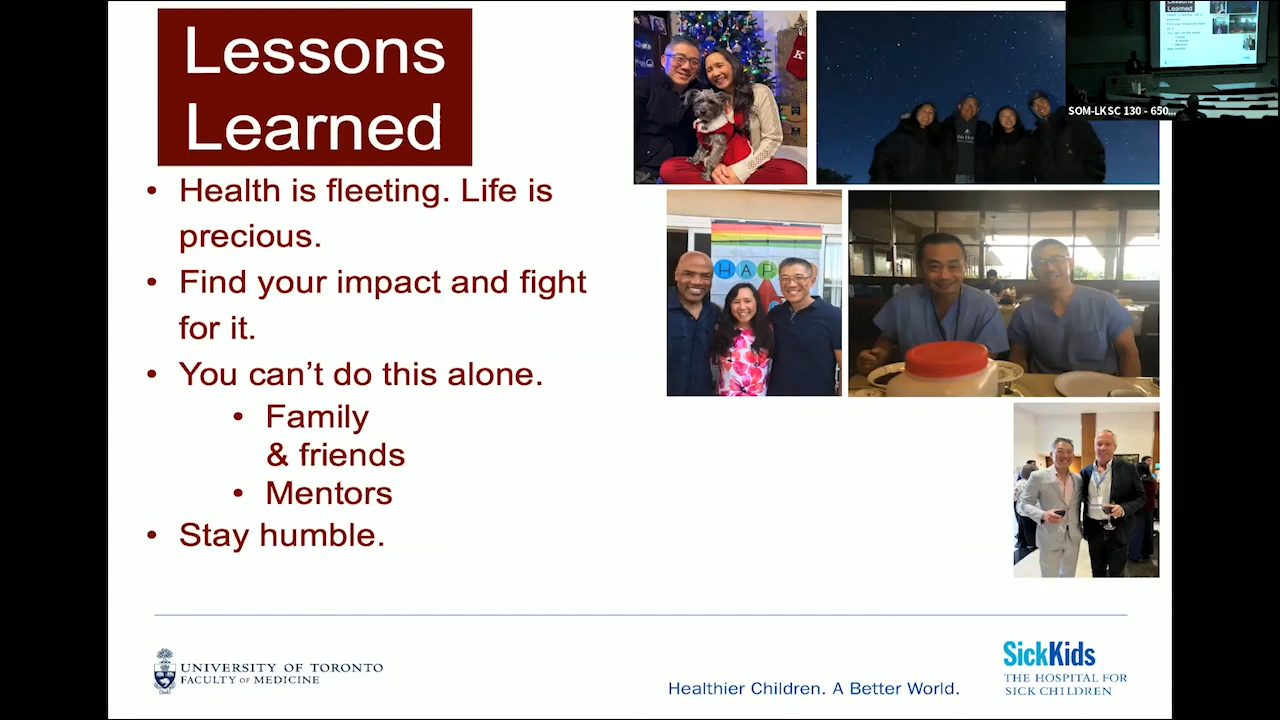 Lessons
Learned
• Health is fleeting. Life is
precious.
• Find your impact and fight
for it.
• You can’t do this alone.
• Family
& friends
• Mentors
• Stay humble.
K
HAP
SOM-LKSC 130 - 650...
UNIVERSITY OF TORONTO
FACULTY OF MEDICINE
Healthier Children. A Better World.
SickKids
THE HOSPITAL FOR
SICK CHILDREN